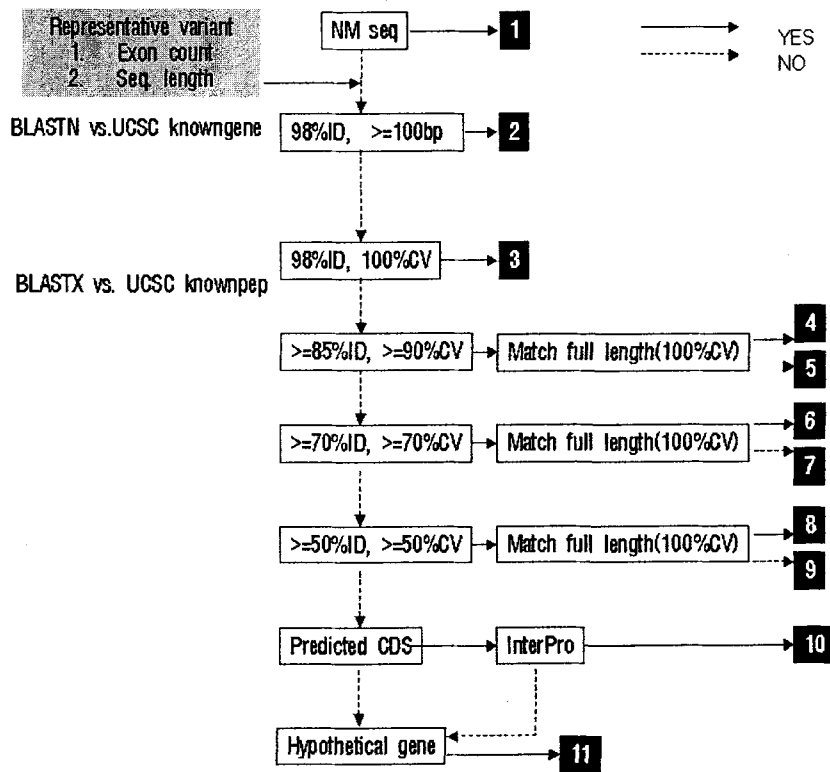 Representative variant
1. Exon count
2. Seq. length
NM seq
1
YES
NO
BLASTN vs.UCSC knowngene
98%ID, >=100bp
2
98%ID, 100%CV
3
BLASTX vs. UCSC knownpep
>=85%ID, >=90%CV
Match full length(100%CV)
4
5
>=70%ID, >=70%CV
Match full length(100%CV)
6
7
>=50%ID, >=50%CV
Match full length(100%CV)
8
9
Predicted CDS
InterPro
10
Hypothetical gene
11